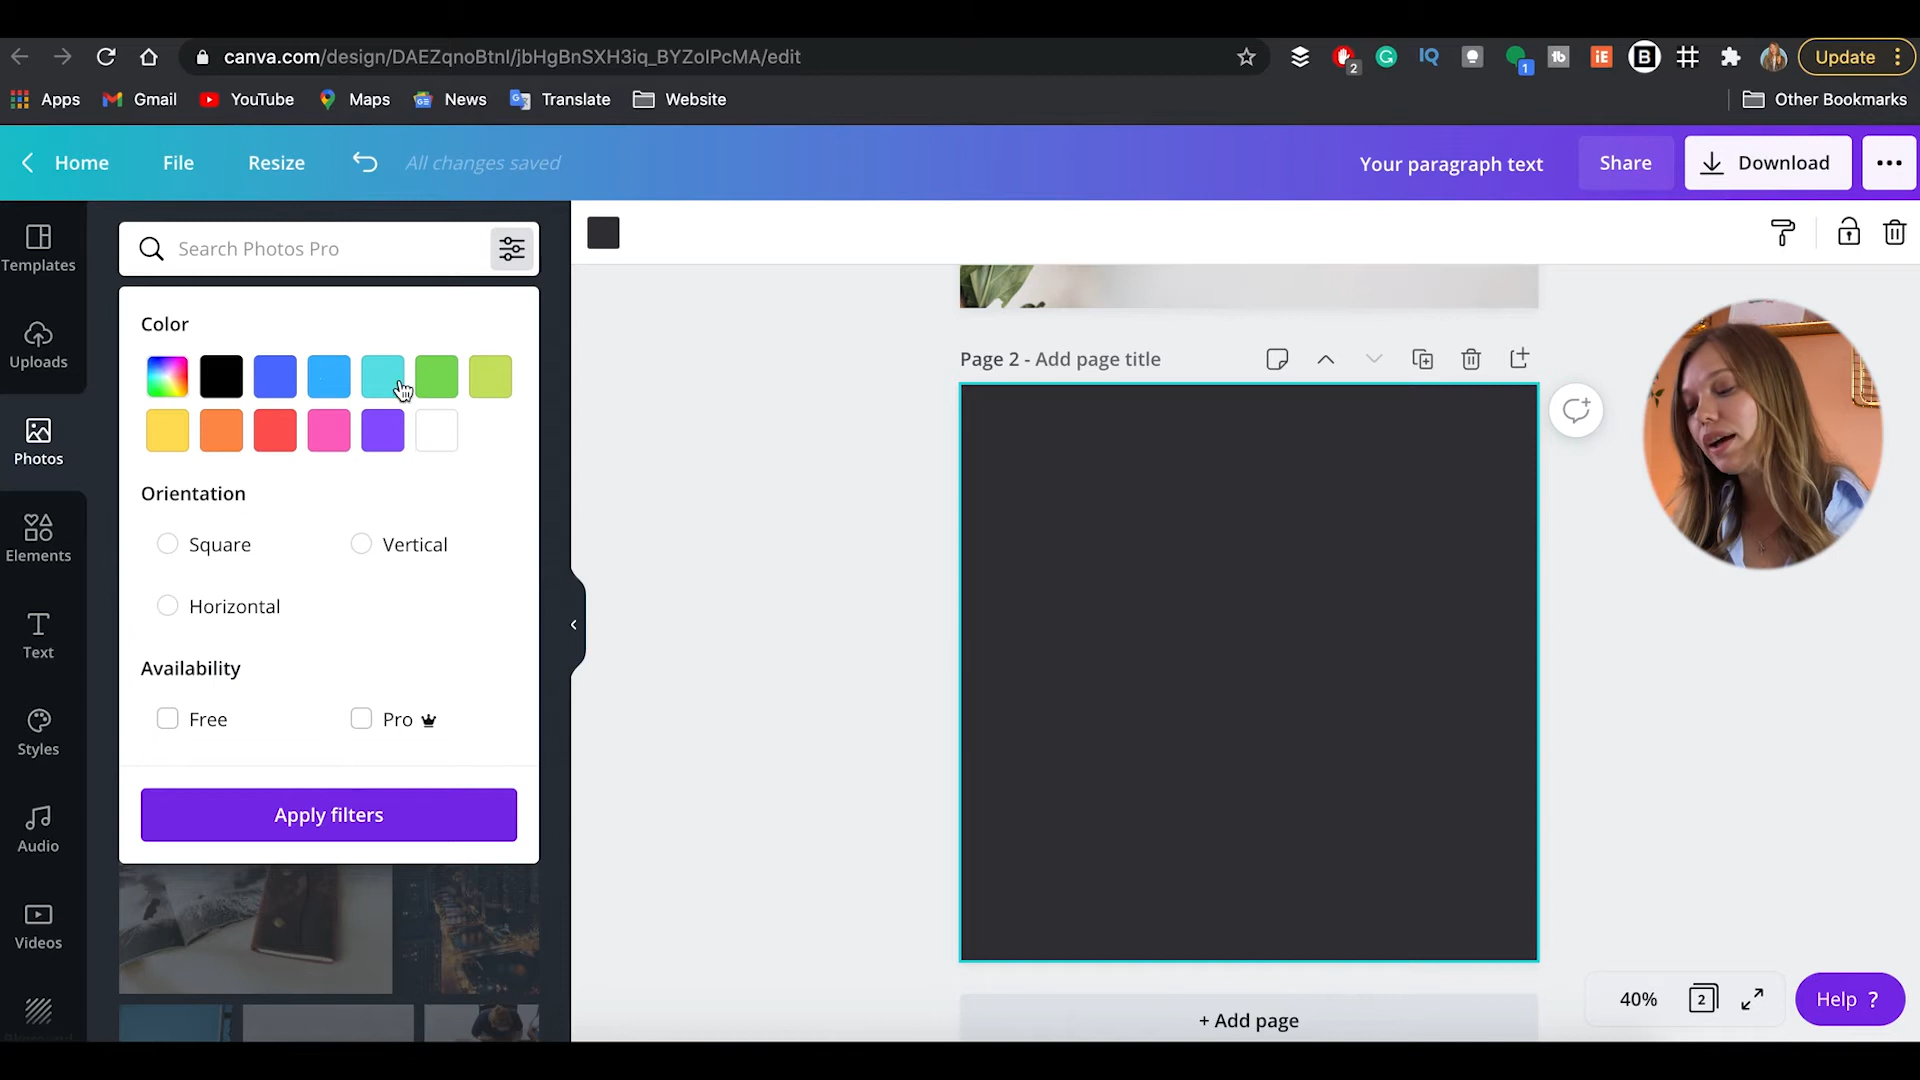 canva.com/design/DAEZqnoBtnI/jbHgBnSXH3iq_BYZolPcMA/edit
2
1
Update
Apps
Gmail
YouTube
Maps
News
Translate
Website
Other Bookmarks
Home
File
Resize
All changes saved
Your paragraph text
Share
Download
Templates
Uploads
Photos
Elements
Text
Styles
Audio
Videos
Search Photos Pro
Color
Orientation
Square
Vertical
Horizontal
Availability
Free
Pro
Apply filters
Page 2 - Add page title
+ Add page
40%
2
Help ?